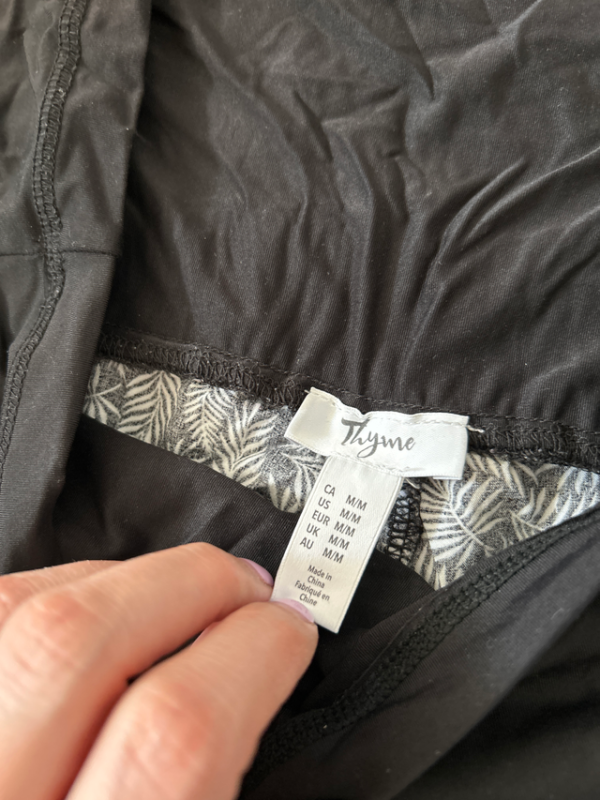 Thyme
CA M/M
US M/M
EUR M/M
UK M/M
AU M/M
Made in
China
Fabriqué en
Chine